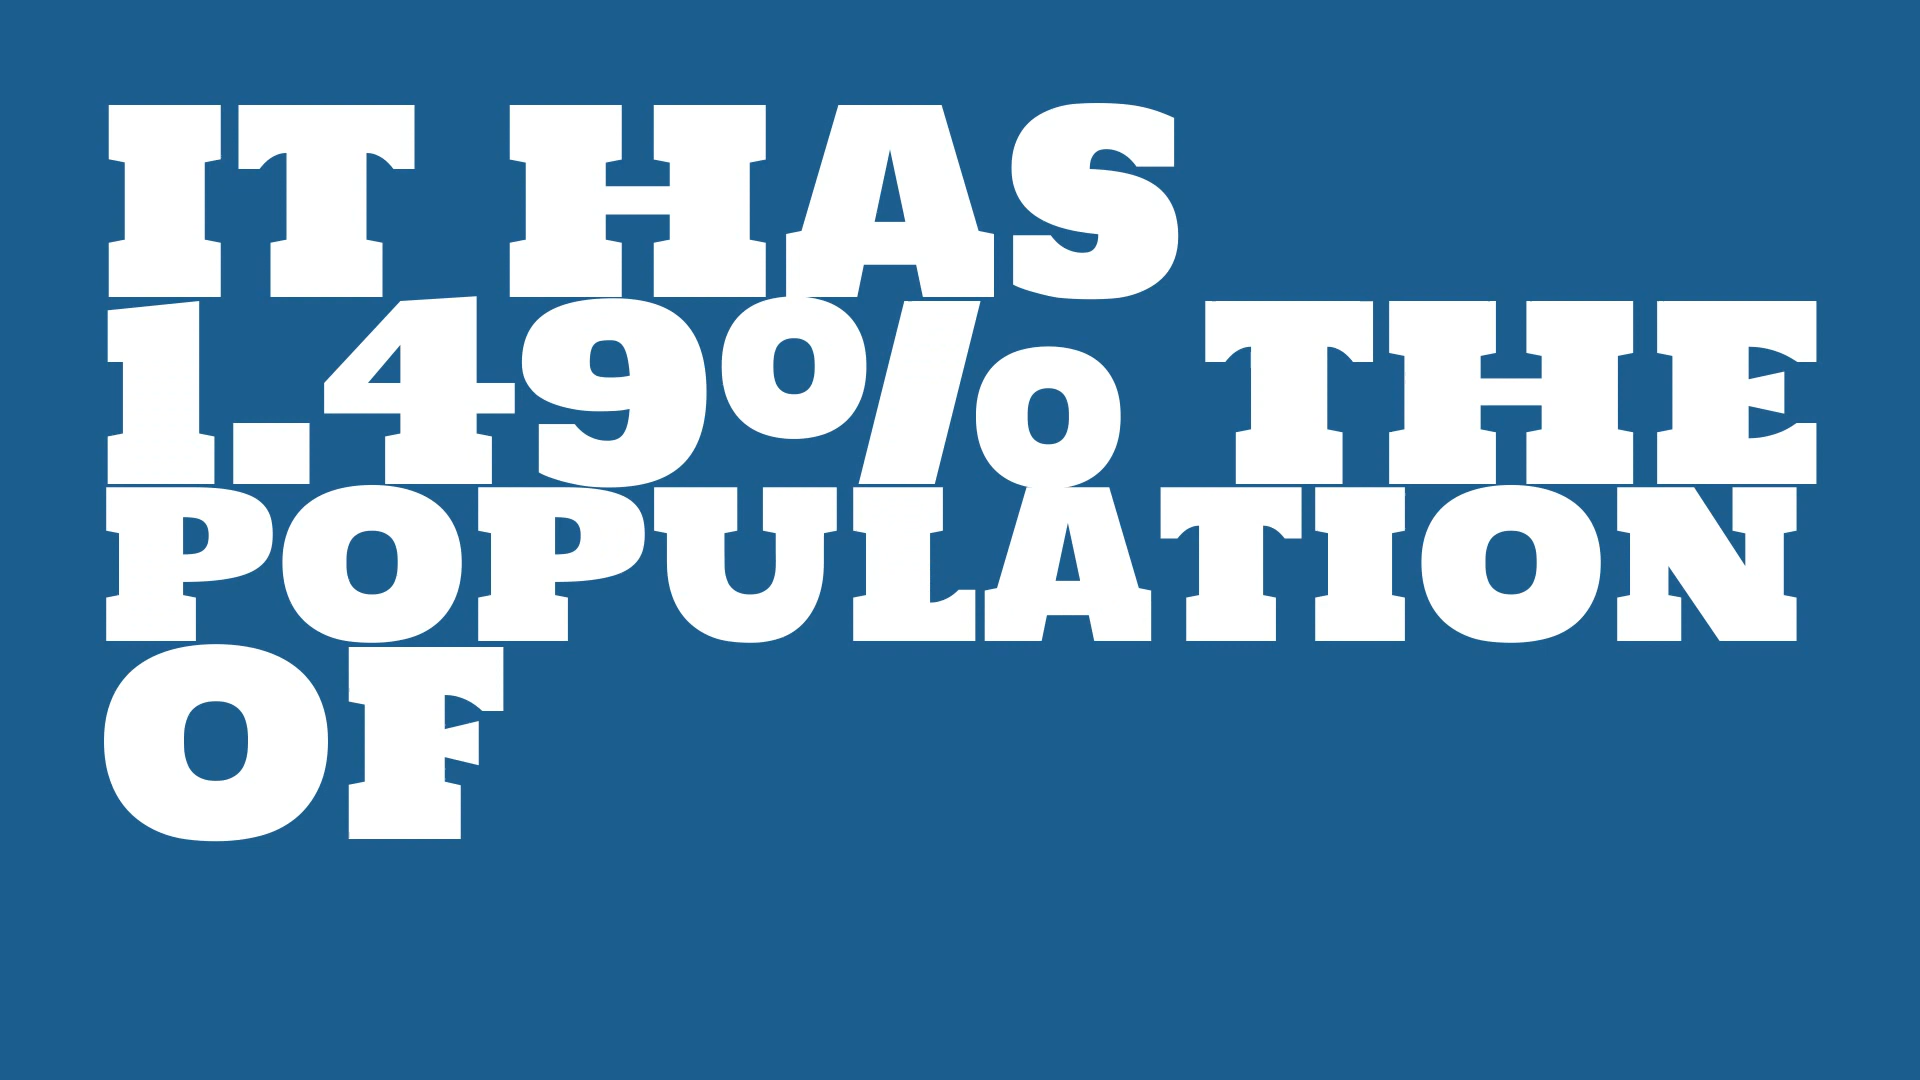 IT HAS
1.49% THE
POPULATION
OF